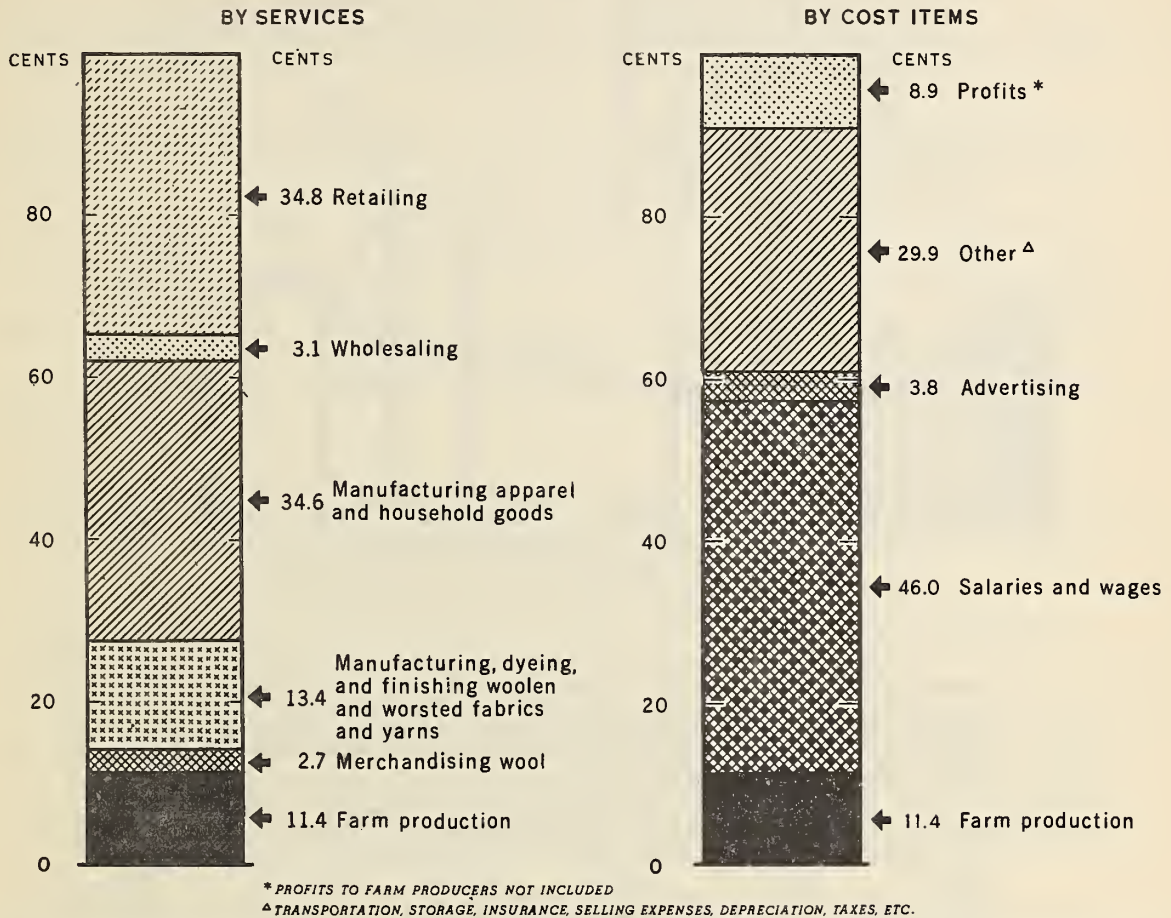 BY SERVICES
CENTS
CENTS
34.8 Retailing
80
3.1 Wholesaling
60
34.6 Manufacturing apparel
and household goods
40
Manufacturing, dyeing,
and finishing woolen
13.4 and worsted fabrics
and yarns
20
2.7 Merchandising wool
11.4 Farm production
0
BY COST ITEMS
CENTS
CENTS
8.9 Profits *
80
29.9 Other Δ
60
3.8 Advertising
40
46.0 Salaries and wages
20
11.4 Farm production
0
* PROFITS TO FARM PRODUCERS NOT INCLUDED
Δ TRANSPORTATION, STORAGE, INSURANCE, SELLING EXPENSES, DEPRECIATION, TAXES, ETC.